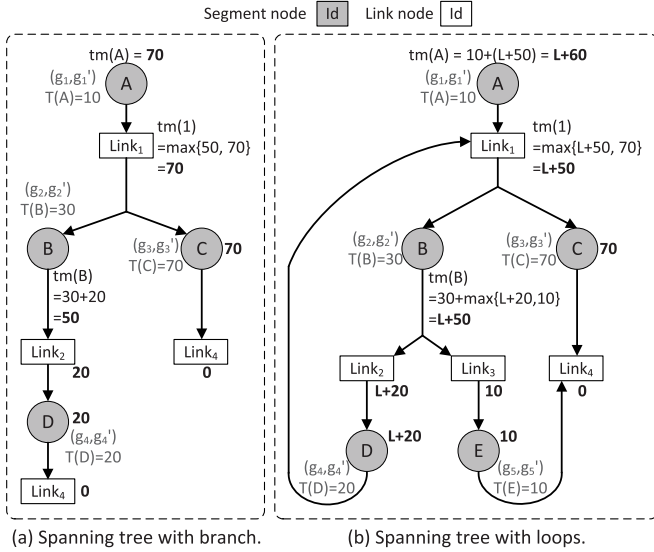 Segment node Id Link node Id
tm(A) = 70
(g₁,g₁')
T(A)=10
A
Link₁
tm(1)
=max{50, 70}
=70
(g₂,g₂')
T(B)=30
B
(g₃,g₃')
T(C)=70
C
70
tm(B)
=30+20
=50
Link₂
20
Link₄
0
D
20
(g₄,g₄')
T(D)=20
Link₄
0
(a) Spanning tree with branch.
tm(A) = 10+(L+50) = L+60
(g₁,g₁')
T(A)=10
A
Link₁
tm(1)
=max{L+50, 70}
=L+50
(g₂,g₂')
T(B)=30
B
(g₃,g₃')
T(C)=70
C
70
tm(B)
=30+max{L+20,10}
=L+50
Link₂
L+20
Link₃
10
Link₄
0
D
L+20
(g₄,g₄')
T(D)=20
E
10
(g₅,g₅')
T(E)=10
(b) Spanning tree with loops.